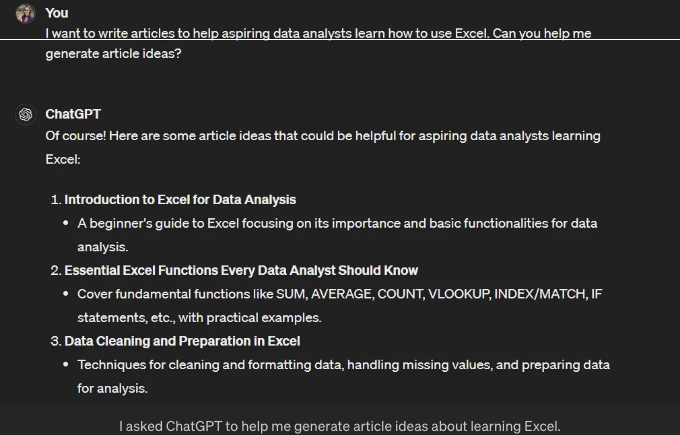 You
I want to write articles to help aspiring data analysts learn how to use Excel. Can you help me
generate article ideas?
ChatGPT
Of course! Here are some article ideas that could be helpful for aspiring data analysts learning
Excel:
1. Introduction to Excel for Data Analysis
• A beginner's guide to Excel focusing on its importance and basic functionalities for data
analysis.
2. Essential Excel Functions Every Data Analyst Should Know
• Cover fundamental functions like SUM, AVERAGE, COUNT, VLOOKUP, INDEX/MATCH, IF
statements, etc., with practical examples.
3. Data Cleaning and Preparation in Excel
• Techniques for cleaning and formatting data, handling missing values, and preparing data
for analysis.
I asked ChatGPT to help me generate article ideas about learning Excel.